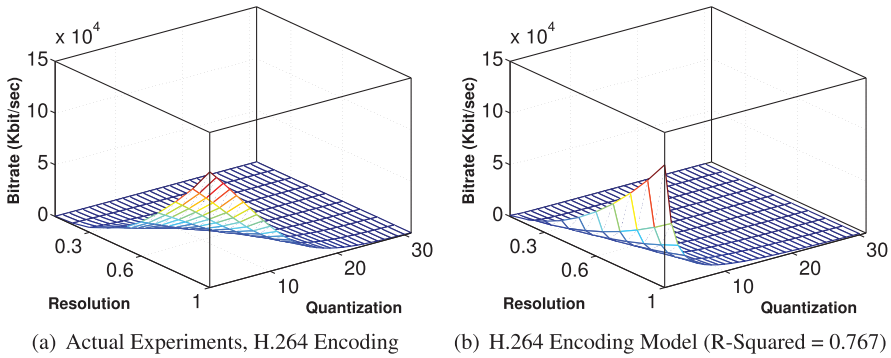 x 10^4
15
10
5
0
Bitrate (Kbit/sec)
0.3
0.6
1
Resolution
10
20
30
Quantization
(a) Actual Experiments, H.264 Encoding
x 10^4
15
10
5
0
Bitrate (Kbit/sec)
0.3
0.6
1
Resolution
10
20
30
Quantization
(b) H.264 Encoding Model (R-Squared = 0.767)